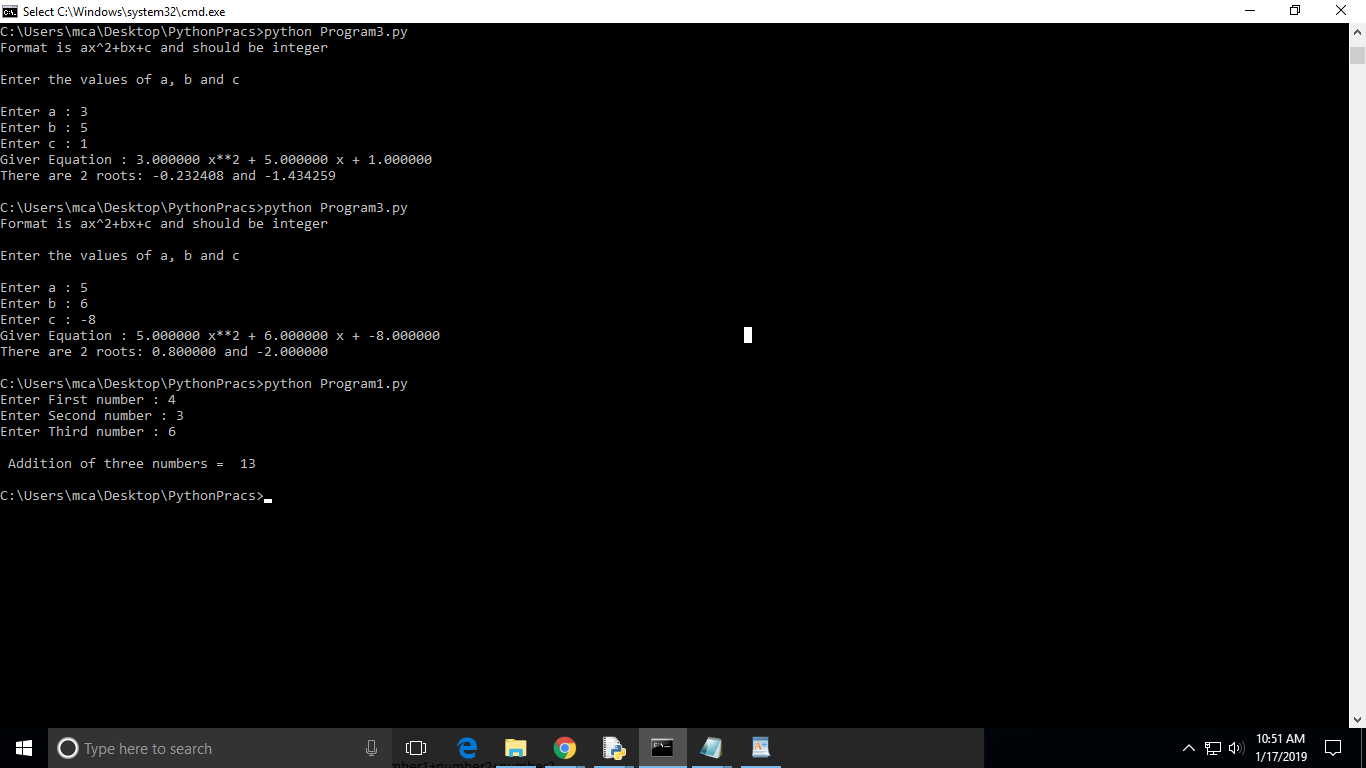 Select C:\Windows\system32\cmd.exe
C:\Users\mca\Desktop\PythonPracs>python Program3.py
Format is ax^2+bx+c and should be integer
Enter the values of a, b and c
Enter a : 3
Enter b : 5
Enter c : 1
Giver Equation : 3.000000 x**2 + 5.000000 x + 1.000000
There are 2 roots: -0.232408 and -1.434259
C:\Users\mca\Desktop\PythonPracs>python Program3.py
Format is ax^2+bx+c and should be integer
Enter the values of a, b and c
Enter a : 5
Enter b : 6
Enter c : -8
Giver Equation : 5.000000 x**2 + 6.000000 x + -8.000000
There are 2 roots: 0.800000 and -2.000000
C:\Users\mca\Desktop\PythonPracs>python Program1.py
Enter First number : 4
Enter Second number : 3
Enter Third number : 6
Addition of three numbers =  13
C:\Users\mca\Desktop\PythonPracs>
Type here to search
10:51 AM
1/17/2019